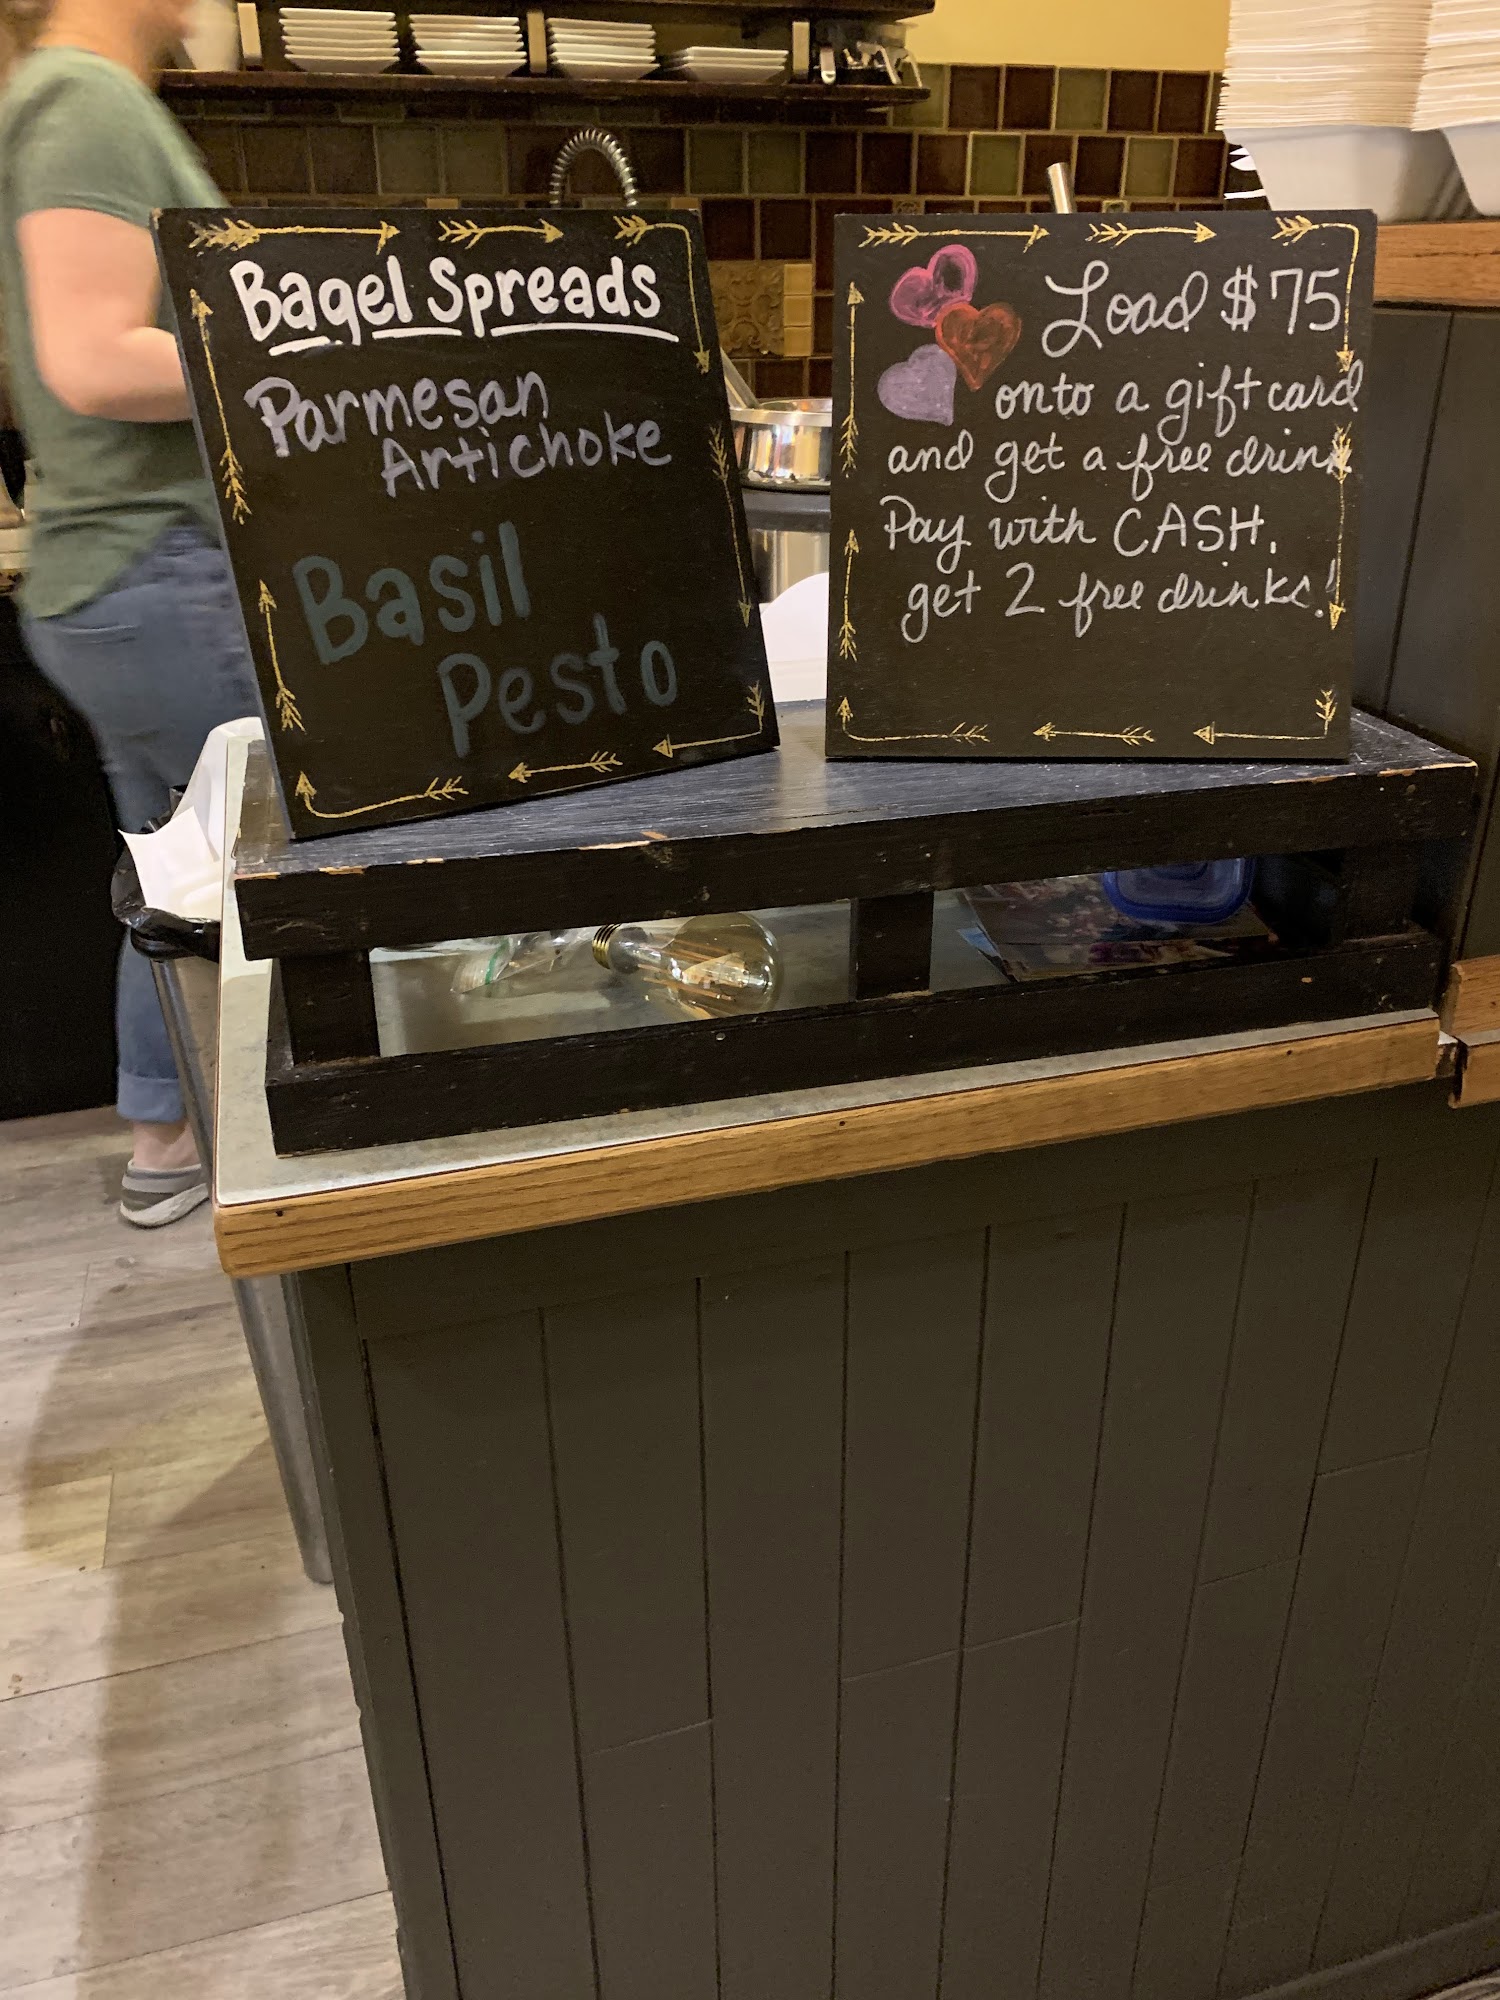 Bagel Spreads
Parmesan
Artichoke
Basil
Pesto
Load $75
onto a gift card
and get a free drink
Pay with CASH,
get 2 free drinks!